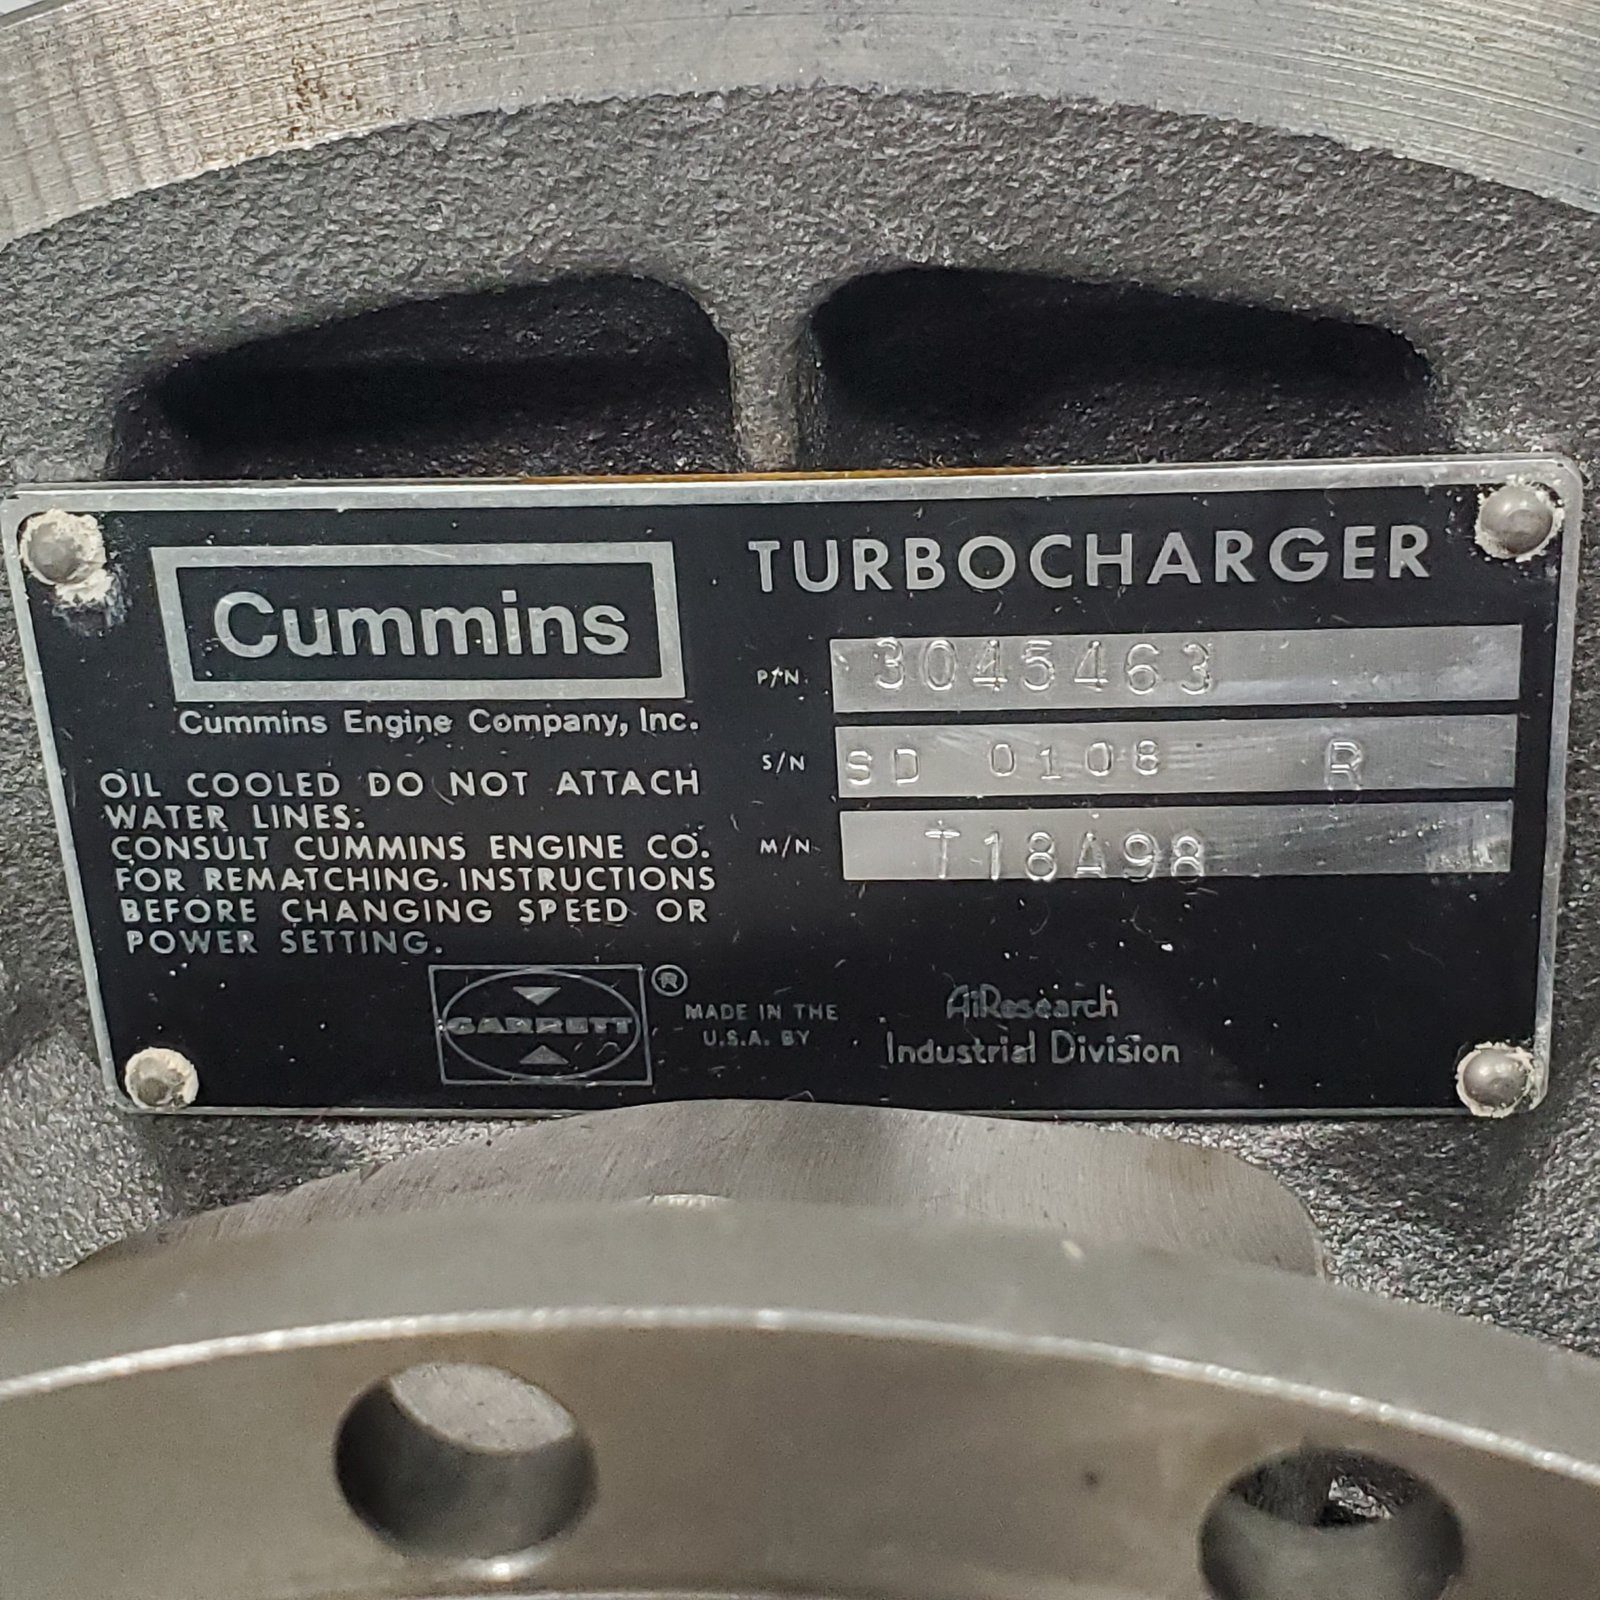 Cummins
Cummins Engine Company, Inc.
OIL COOLED DO NOT ATTACH
WATER LINES.
CONSULT CUMMINS ENGINE CO.
FOR REMATCHING INSTRUCTIONS
BEFORE CHANGING SPEED OR
POWER SETTING.
TURBOCHARGER
P/N 3045463
S/N SD 0108 R
M/N T18A98
GARRETT ®
MADE IN THE
U.S.A. BY
AiResearch
Industrial Division